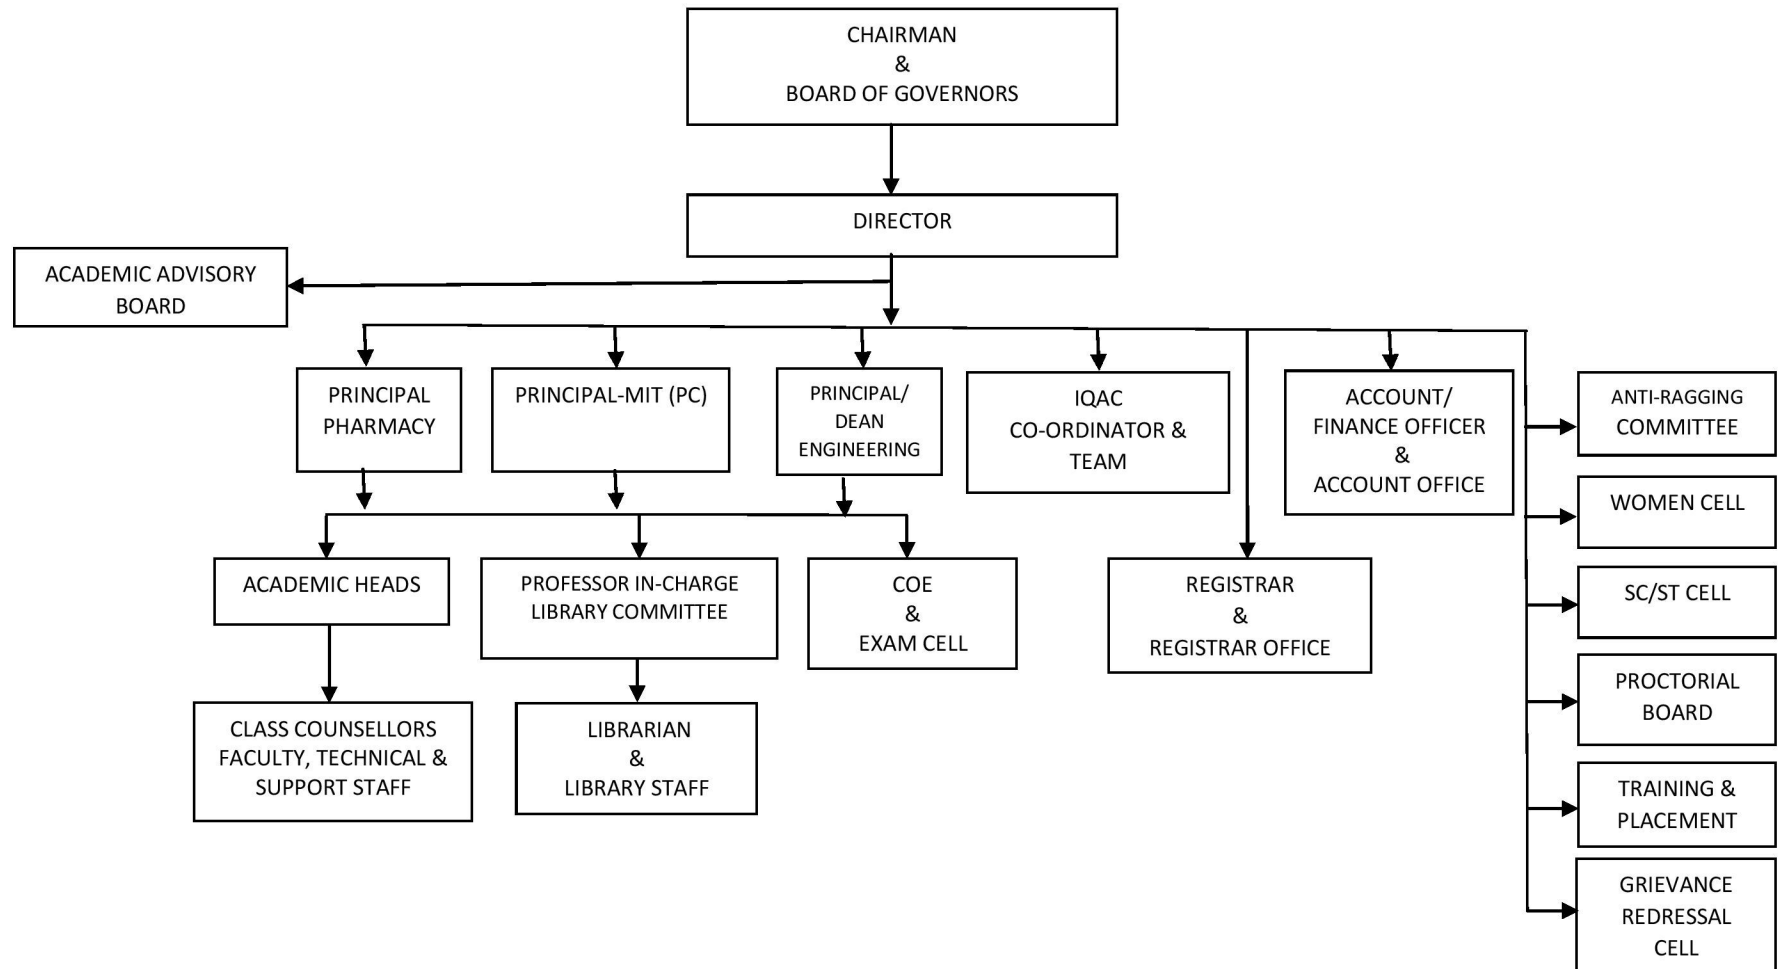 CHAIRMAN
&
BOARD OF GOVERNORS
DIRECTOR
ACADEMIC ADVISORY
BOARD
PRINCIPAL
PHARMACY
PRINCIPAL-MIT (PC)
PRINCIPAL/
DEAN
ENGINEERING
IQAC
CO-ORDINATOR &
TEAM
ACCOUNT/
FINANCE OFFICER
&
ACCOUNT OFFICE
ANTI-RAGGING
COMMITTEE
WOMEN CELL
SC/ST CELL
PROCTORIAL
BOARD
TRAINING &
PLACEMENT
GRIEVANCE
REDRESSAL
CELL
ACADEMIC HEADS
PROFESSOR IN-CHARGE
LIBRARY COMMITTEE
COE
&
EXAM CELL
REGISTRAR
&
REGISTRAR OFFICE
CLASS COUNSELLORS
FACULTY, TECHNICAL &
SUPPORT STAFF
LIBRARIAN
&
LIBRARY STAFF